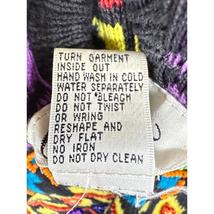 TURN GARMENT
INSIDE OUT
HAND WASH IN COLD
WATER SEPARATELY
DO NOT BLEACH
DO NOT TWIST
OR WRING
RESHAPE AND
DRY FLAT
NO IRON
DO NOT DRY CLEAN